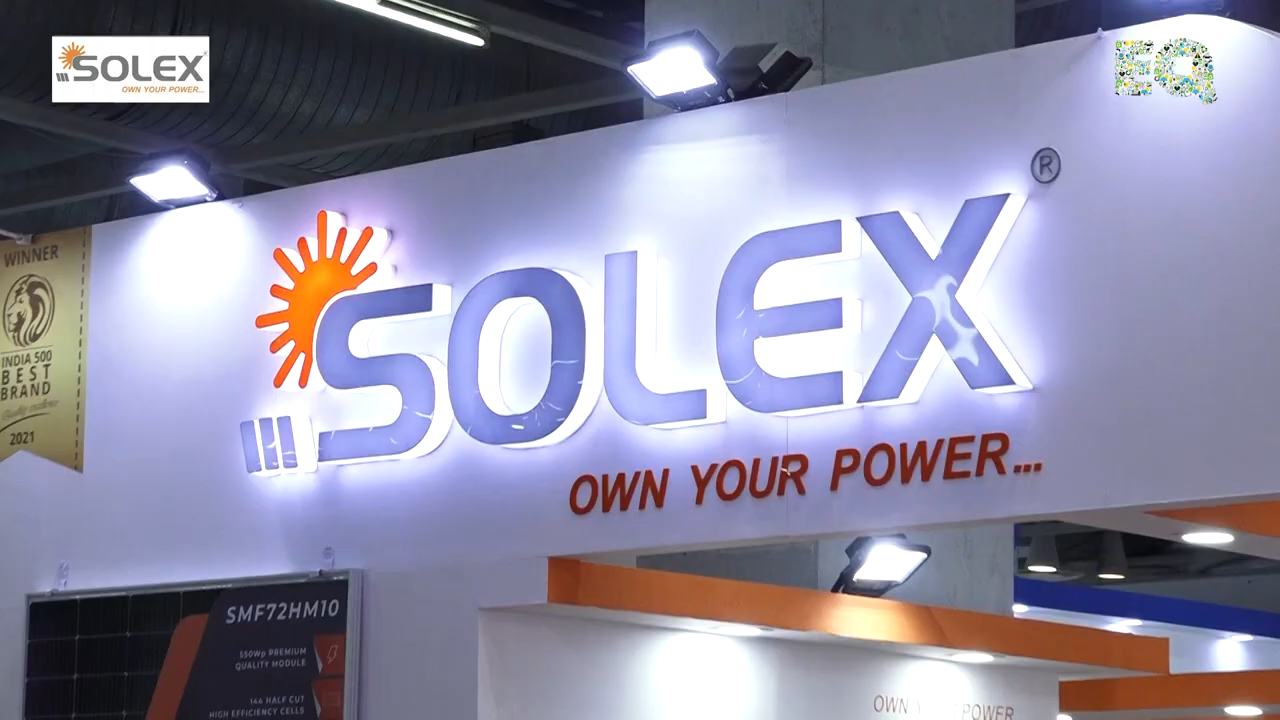 SOLEX
OWN YOUR POWER...
EQ
SOLEX®
OWN YOUR POWER...
WINNER
INDIA 500
BEST
BRAND
2021
SMF72HM10
550Wp PREMIUM
QUALITY MODULE
144 HALF CUT
HIGH EFFICIENCY CELLS
OWN POWER